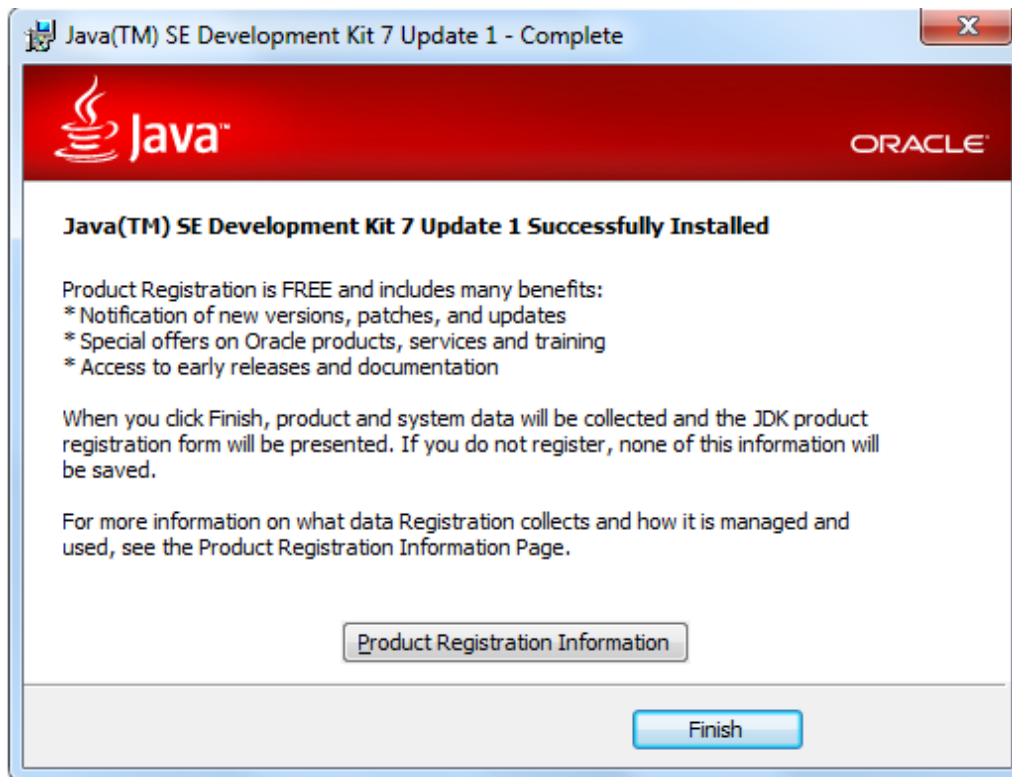 Java(TM) SE Development Kit 7 Update 1 - Complete
Java™
ORACLE®
Java(TM) SE Development Kit 7 Update 1 Successfully Installed
Product Registration is FREE and includes many benefits:
* Notification of new versions, patches, and updates
* Special offers on Oracle products, services and training
* Access to early releases and documentation
When you click Finish, product and system data will be collected and the JDK product
registration form will be presented. If you do not register, none of this information will
be saved.
For more information on what data Registration collects and how it is managed and
used, see the Product Registration Information Page.
Product Registration Information
Finish